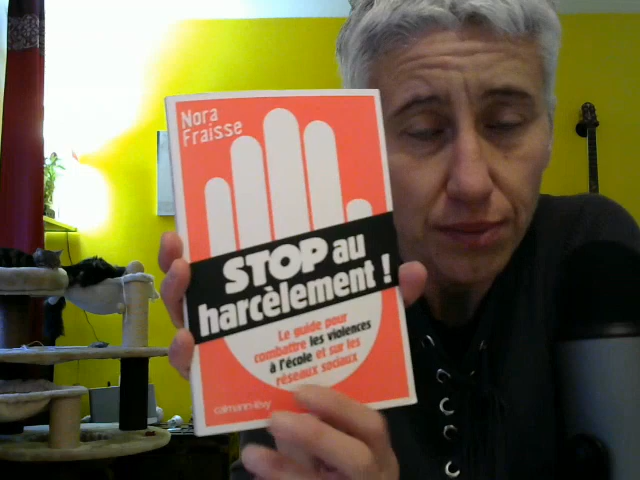 Nora
Fraisse
STOP au
harcèlement !
Le guide pour
combattre les violences
à l'école et sur les
réseaux sociaux
calmann-lévy